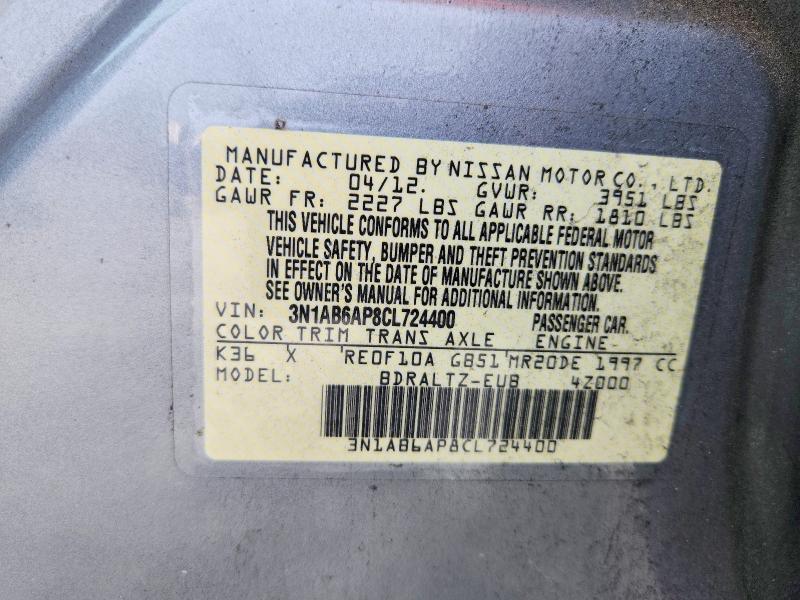 MANUFACTURED BY NISSAN MOTOR CO., LTD.
DATE: 04/12. GVWR: 3951 LBS
GAWR FR: 2227 LBS GAWR RR: 1810 LBS
THIS VEHICLE CONFORMS TO ALL APPLICABLE FEDERAL MOTOR
VEHICLE SAFETY, BUMPER AND THEFT PREVENTION STANDARDS
IN EFFECT ON THE DATE OF MANUFACTURE SHOWN ABOVE.
SEE OWNER'S MANUAL FOR ADDITIONAL INFORMATION.
VIN: 3N1AB6AP8CL724400 PASSENGER CAR.
COLOR TRIM TRANS AXLE ENGINE
K36 X RE0F10A GB51 MR20DE 1997 CC
MODEL: BDRALTZ-EUB 4Z000
3N1AB6AP8CL724400